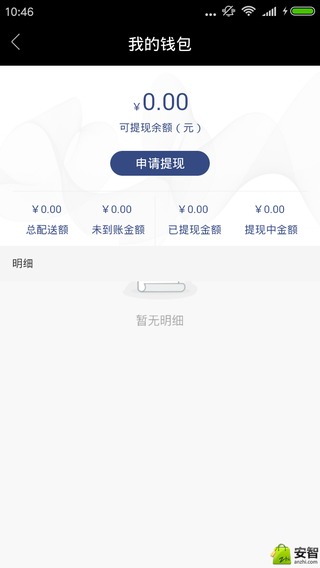 10:46
我的钱包
¥0.00
可提现余额（元）
申请提现
¥0.00 ¥0.00 ¥0.00 ¥0.00
总配送额 未到账金额 已提现金额 提现中金额
明细
暂无明细
安智
anzhi.com